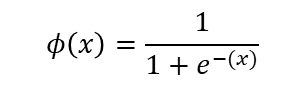 ϕ(x) = 1 / (1 + e^−(x))